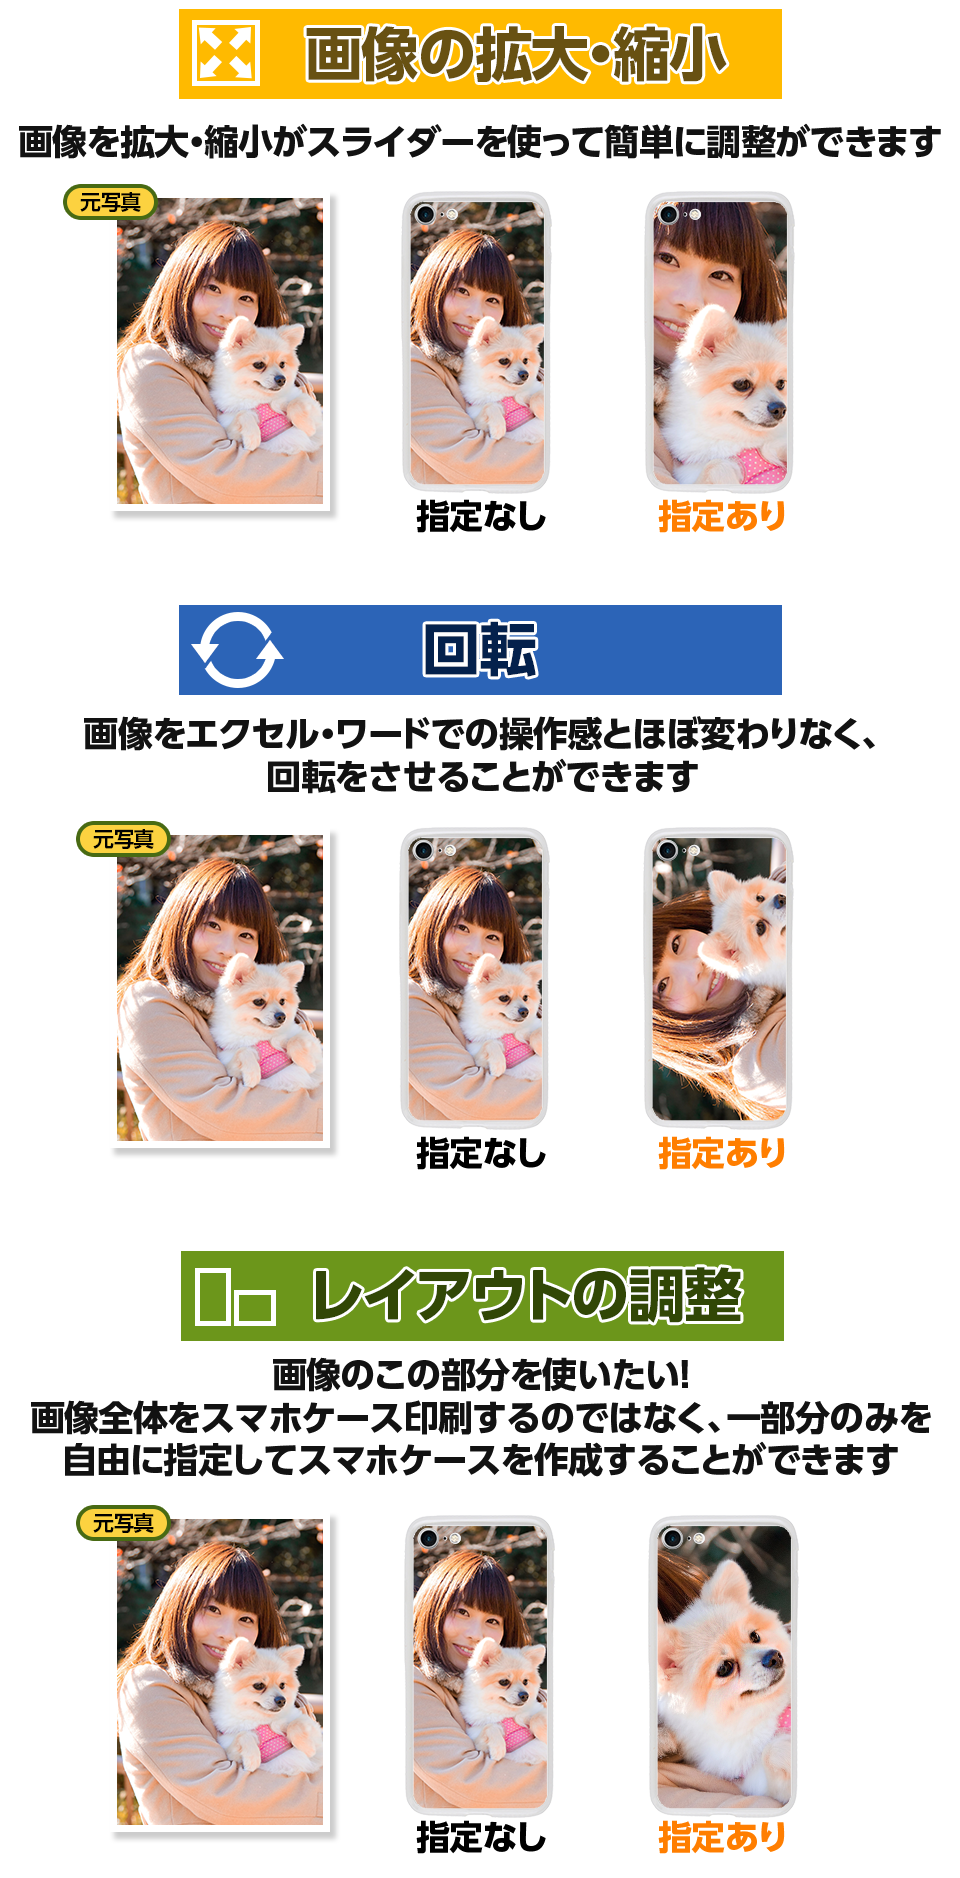 画像の拡大・縮小
画像を拡大・縮小がスライダーを使って簡単に調整ができます
元写真
指定なし
指定あり
回転
画像をエクセル・ワードでの操作感とほぼ変わりなく、
回転をさせることができます
元写真
指定なし
指定あり
レイアウトの調整
画像のこの部分を使いたい!
画像全体をスマホケース印刷するのではなく、一部分のみを
自由に指定してスマホケースを作成することができます
元写真
指定なし
指定あり